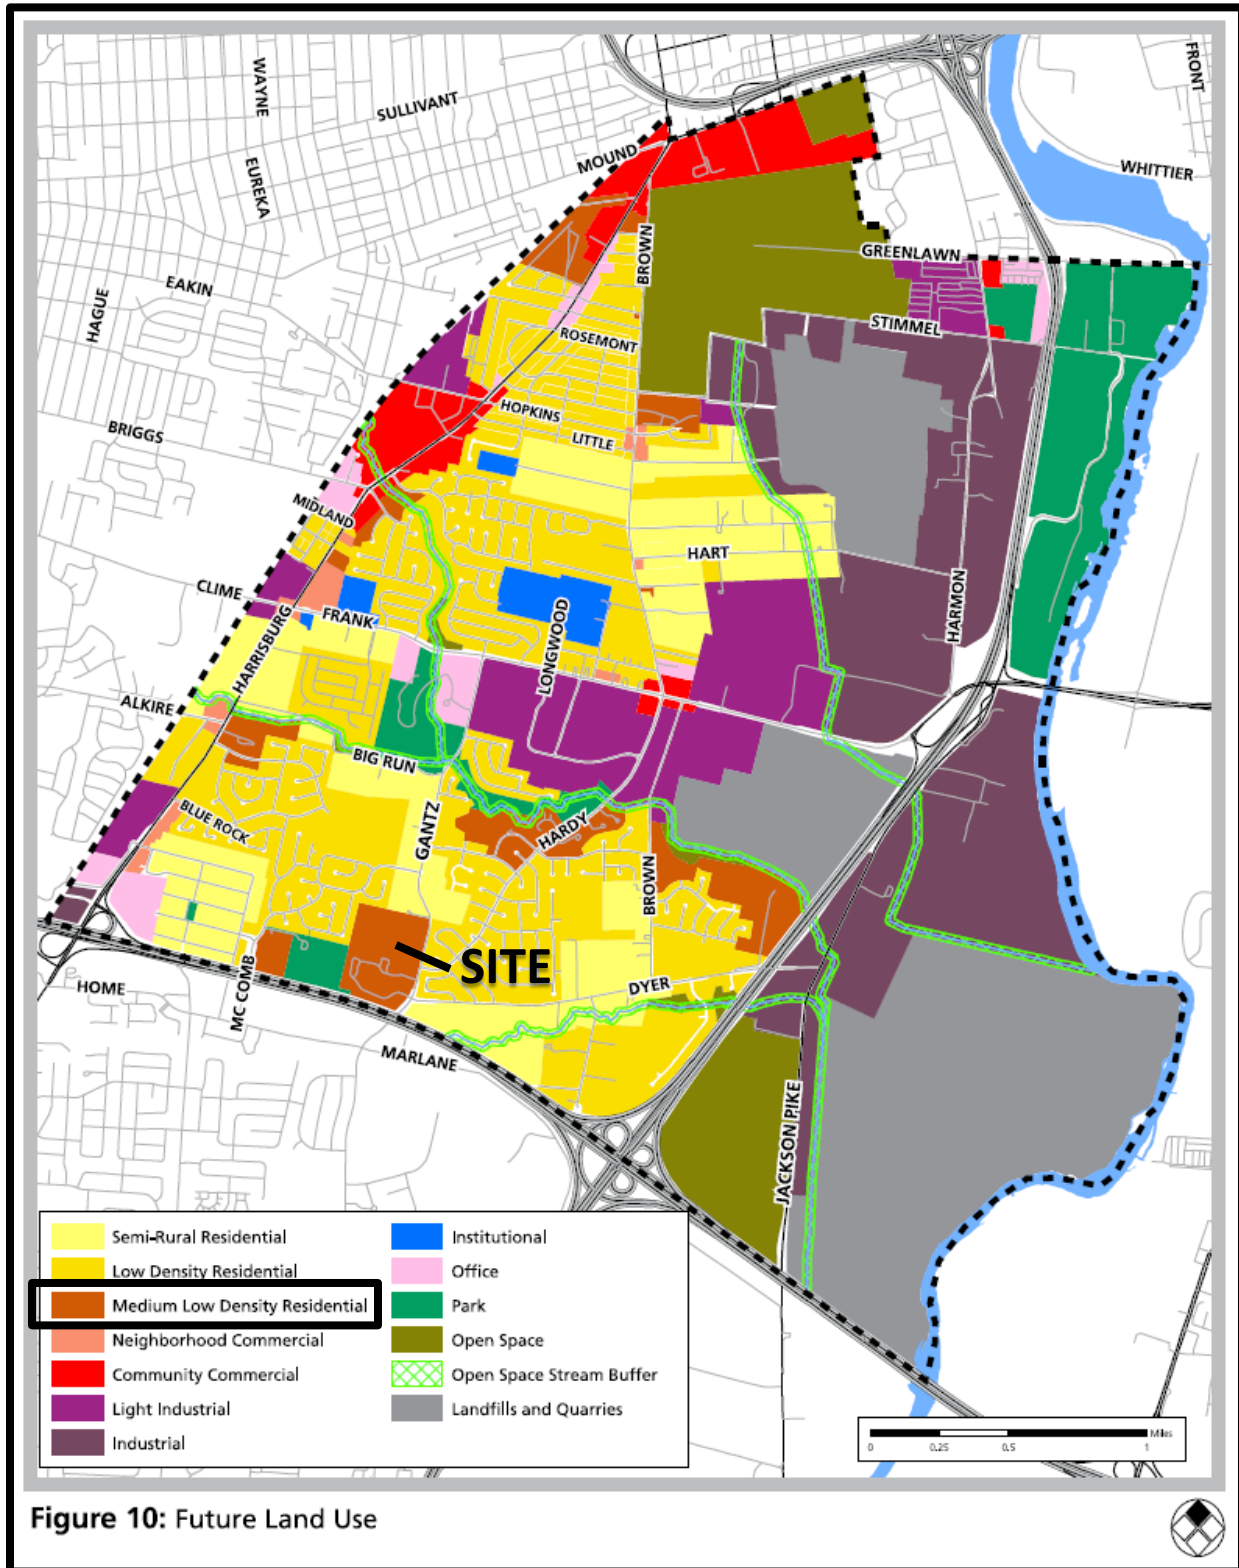 FRONT
WAYNE
SULLIVANT
MOUND
WHITTIER
EUREKA
BROWN
GREENLAWN
EAKIN
HAGUE
STIMMEL
ROSEMONT
HOPKINS
LITTLE
BRIGGS
MIDLAND
HART
CLIME
FRANK
HARMON
LONGWOOD
HARRISBURG
ALKIRE
BIG RUN
BLUE ROCK
GANTZ
HARDY
BROWN
SITE
DYER
HOME
MC COMB
MARLANE
JACKSON PIKE
Semi-Rural Residential
Low Density Residential
Medium Low Density Residential
Neighborhood Commercial
Community Commercial
Light Industrial
Industrial
Institutional
Office
Park
Open Space
Open Space Stream Buffer
Landfills and Quarries
Miles
0 0.25 0.5 1
Figure 10: Future Land Use